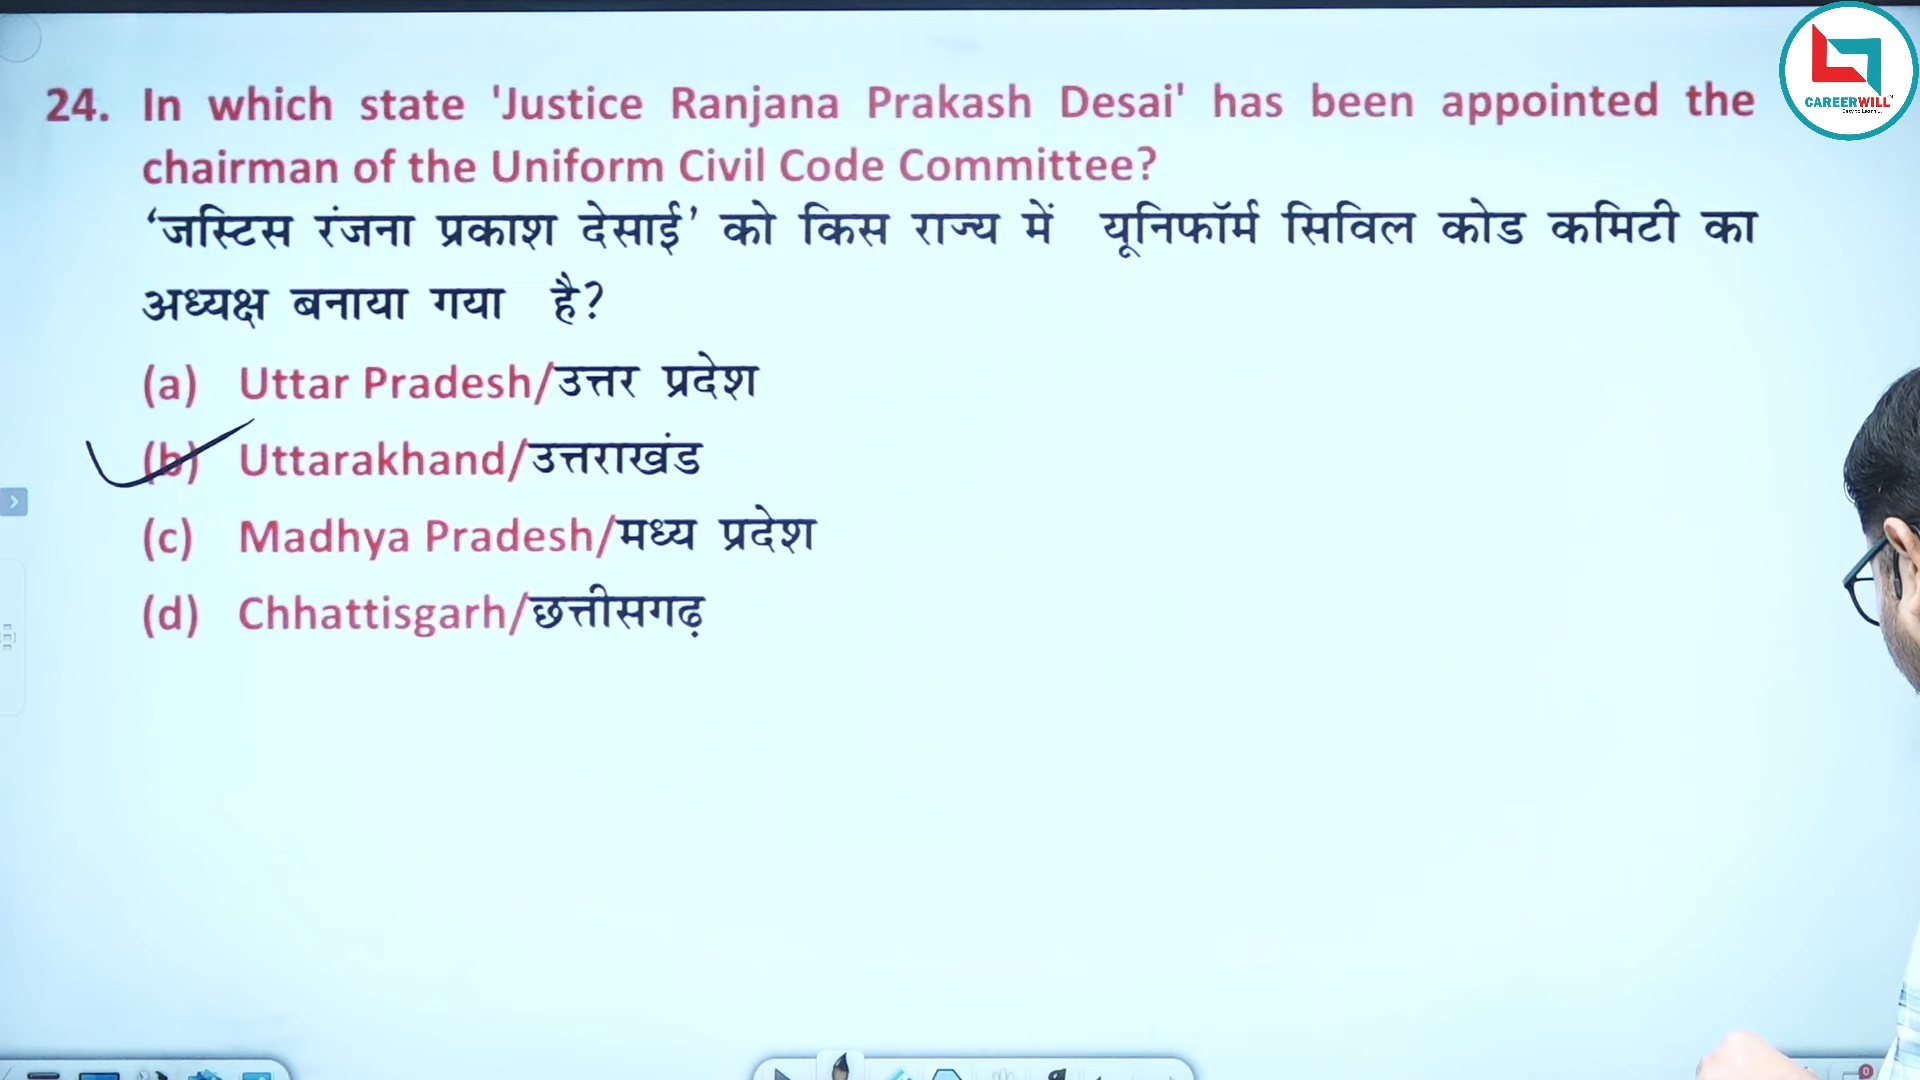 24. In which state 'Justice Ranjana Prakash Desai' has been appointed the
chairman of the Uniform Civil Code Committee?
‘जस्टिस रंजना प्रकाश देसाई’ को किस राज्य में यूनिफॉर्म सिविल कोड कमिटी का
अध्यक्ष बनाया गया है?
(a) Uttar Pradesh/उत्तर प्रदेश
(b) Uttarakhand/उत्तराखंड
(c) Madhya Pradesh/मध्य प्रदेश
(d) Chhattisgarh/छत्तीसगढ़
CAREERWILL